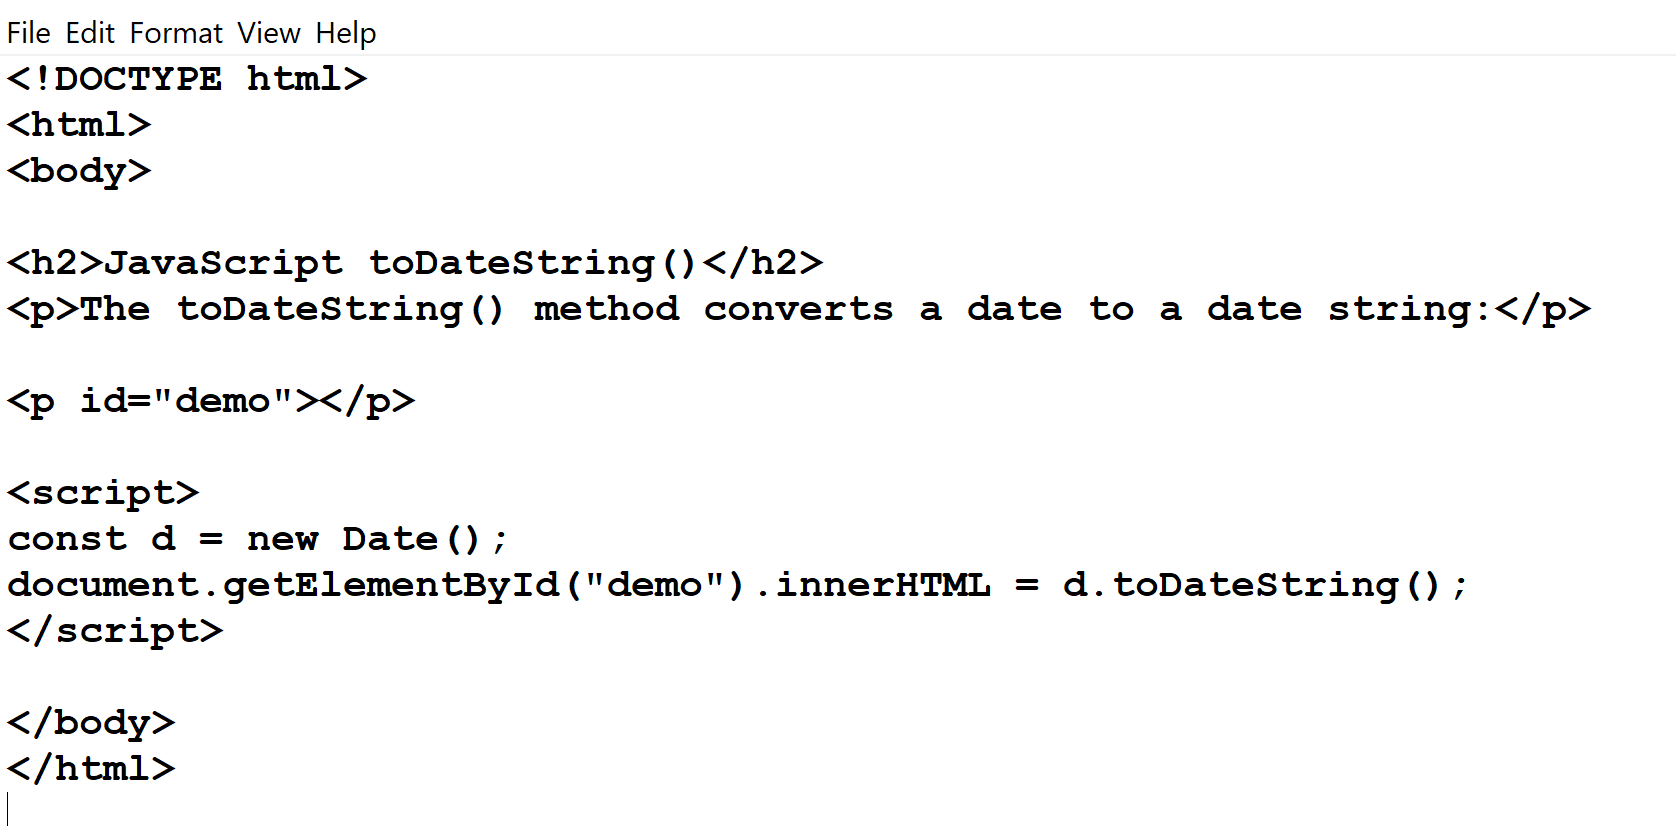 File Edit Format View Help
<!DOCTYPE html>
<html>
<body>
<h2>JavaScript toDateString()</h2>
<p>The toDateString() method converts a date to a date string:</p>
<p id="demo"></p>
<script>
const d = new Date();
document.getElementById("demo").innerHTML = d.toDateString();
</script>
</body>
</html>